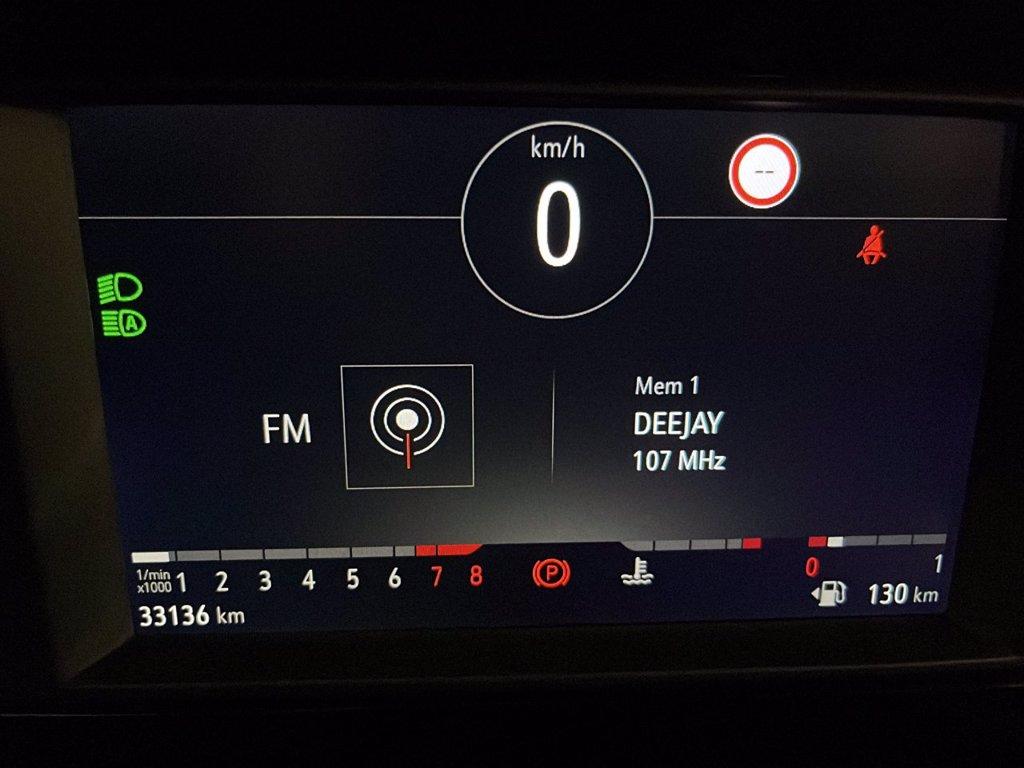 km/h
0
--
A
FM
Mem 1
DEEJAY
107 MHz
1/min
x1000 1 2 3 4 5 6 7 8
P
0 1
33136 km
130 km